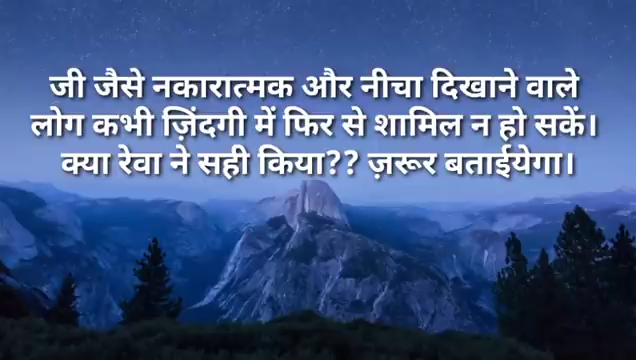 जी जैसे नकारात्मक और नीचा दिखाने वाले
लोग कभी ज़िंदगी में फिर से शामिल न हो सकें।
क्या रेवा ने सही किया?? ज़रूर बताईयेगा।